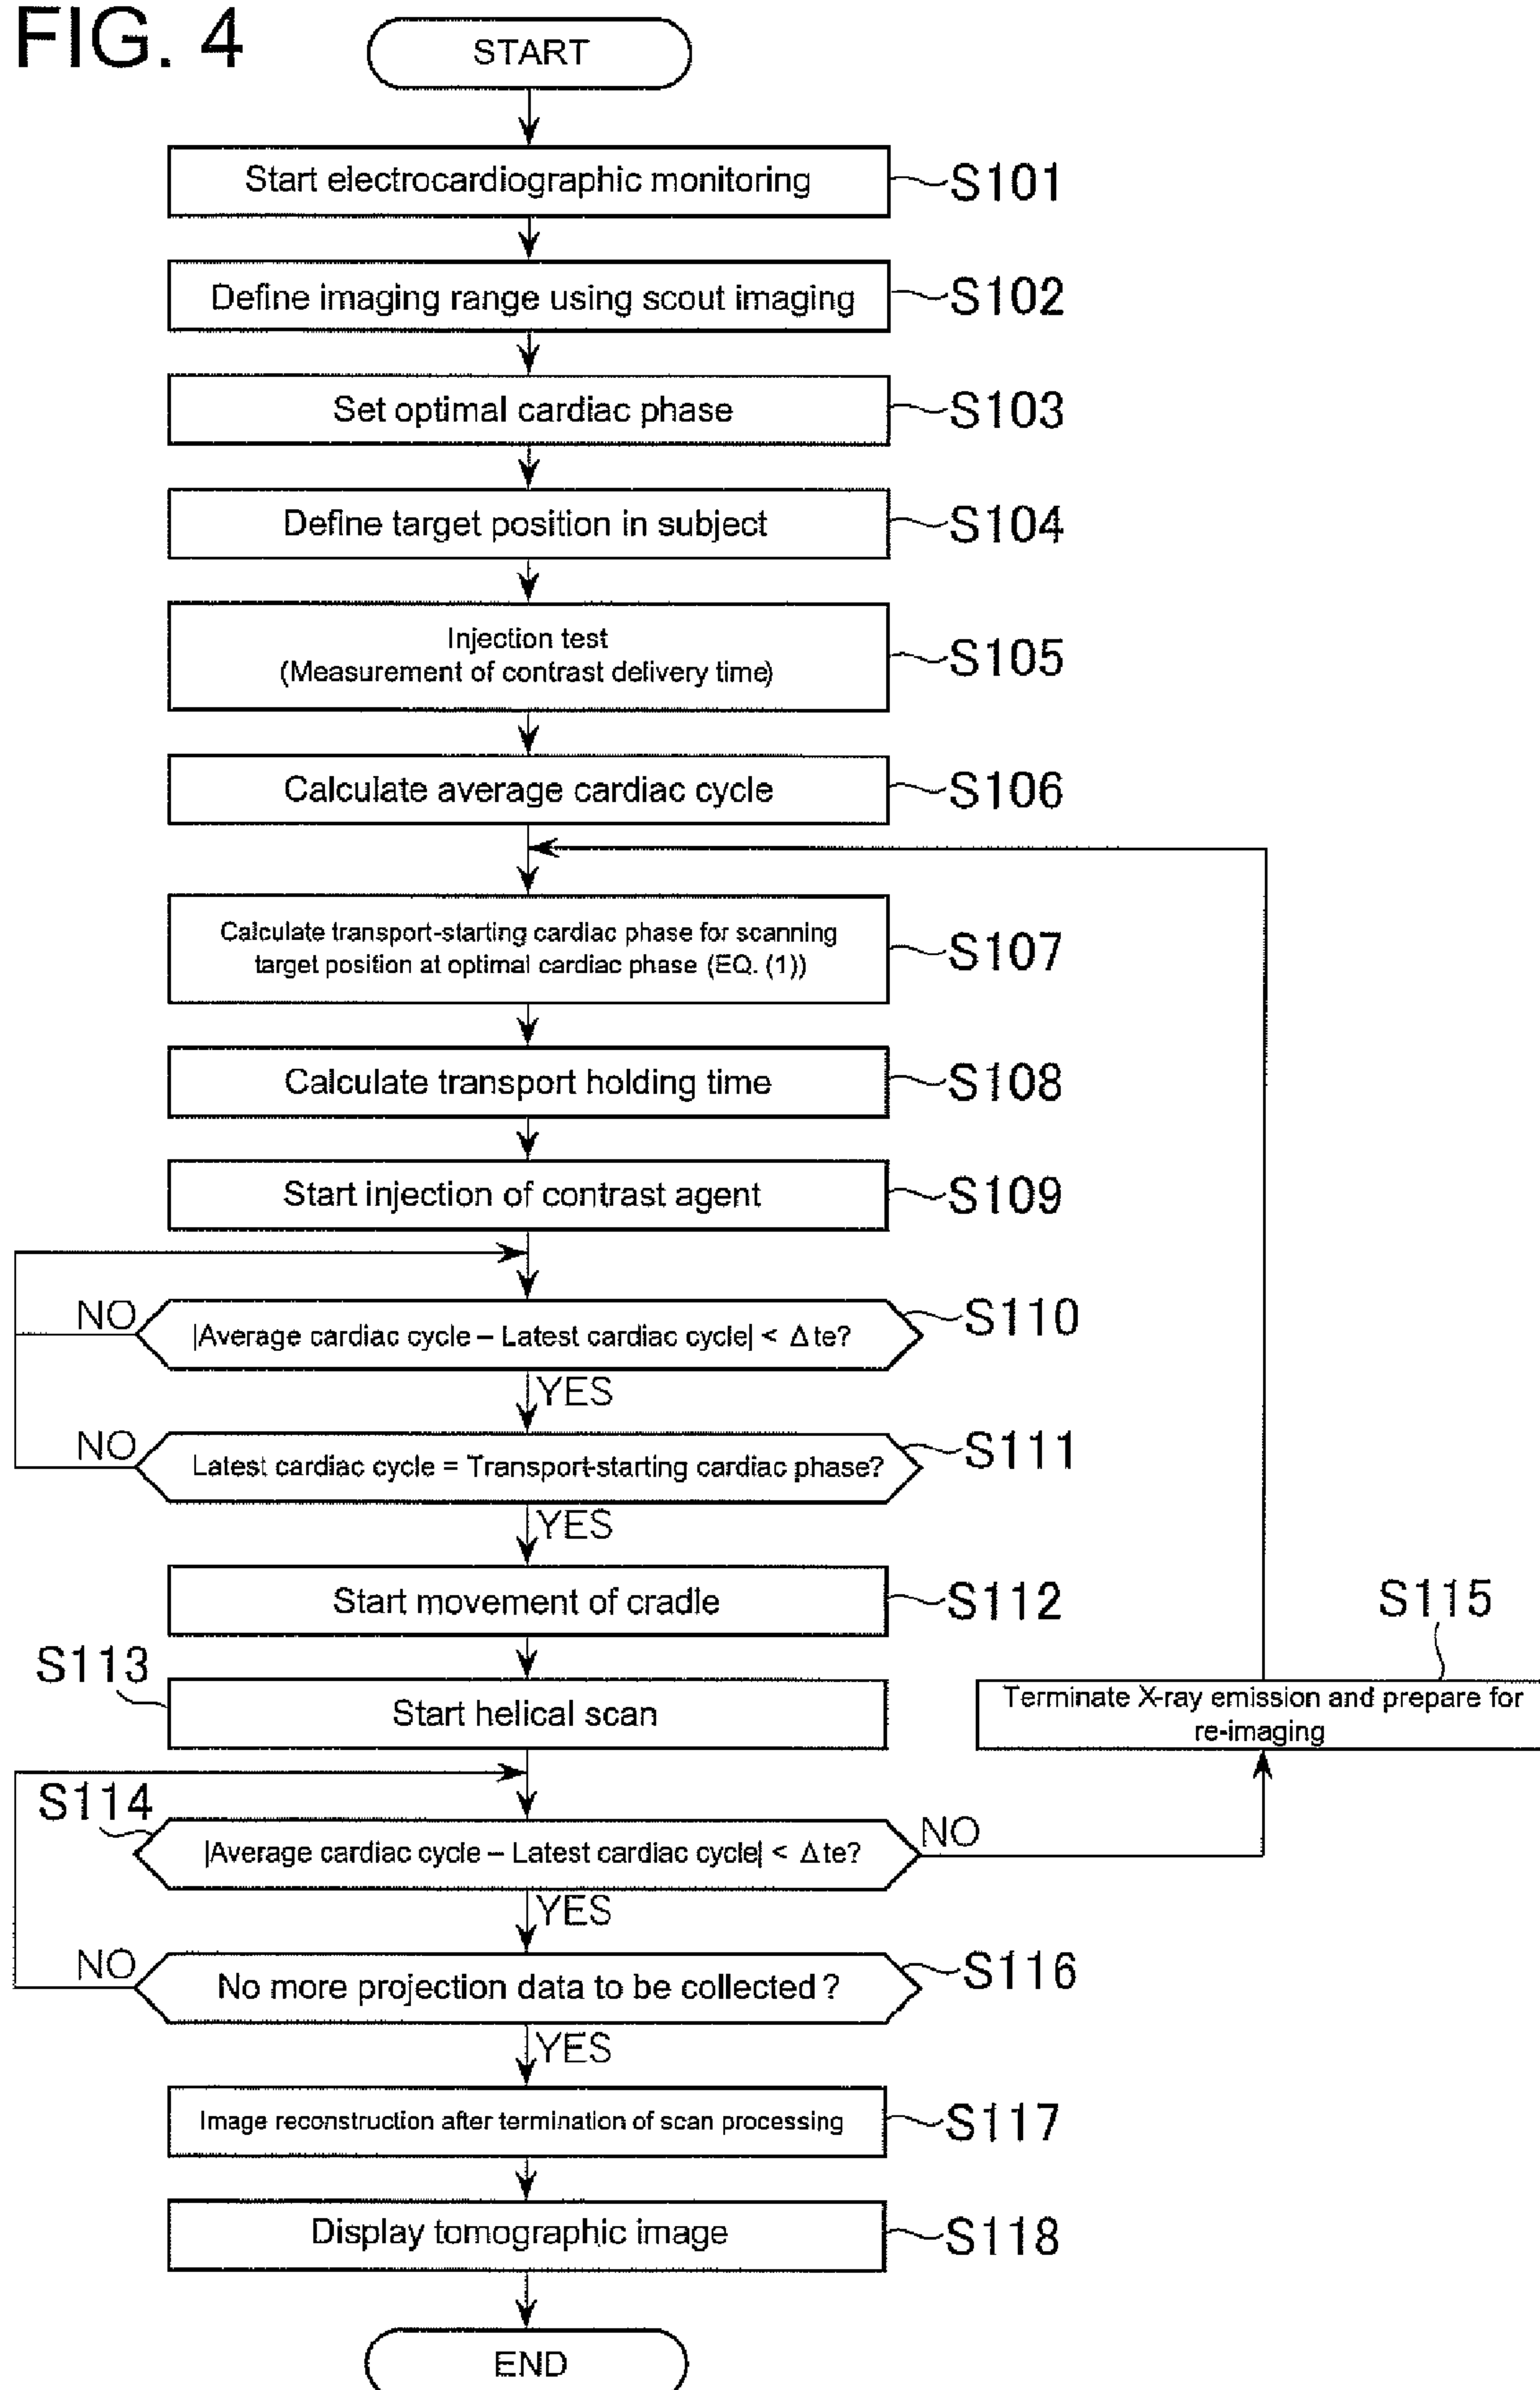 FIG. 4
START
Start electrocardiographic monitoring
S101
Define imaging range using scout imaging
S102
Set optimal cardiac phase
S103
Define target position in subject
S104
Injection test
(Measurement of contrast delivery time)
S105
Calculate average cardiac cycle
S106
Calculate transport-starting cardiac phase for scanning
target position at optimal cardiac phase (EQ. (1))
S107
Calculate transport holding time
S108
Start injection of contrast agent
S109
NO
|Average cardiac cycle – Latest cardiac cycle| < Δte?
S110
YES
NO
Latest cardiac cycle = Transport-starting cardiac phase?
S111
YES
Start movement of cradle
S112
S115
S113
Start helical scan
Terminate X-ray emission and prepare for
re-imaging
S114
|Average cardiac cycle – Latest cardiac cycle| < Δte?
NO
YES
NO
No more projection data to be collected?
S116
YES
Image reconstruction after termination of scan processing
S117
Display tomographic image
S118
END